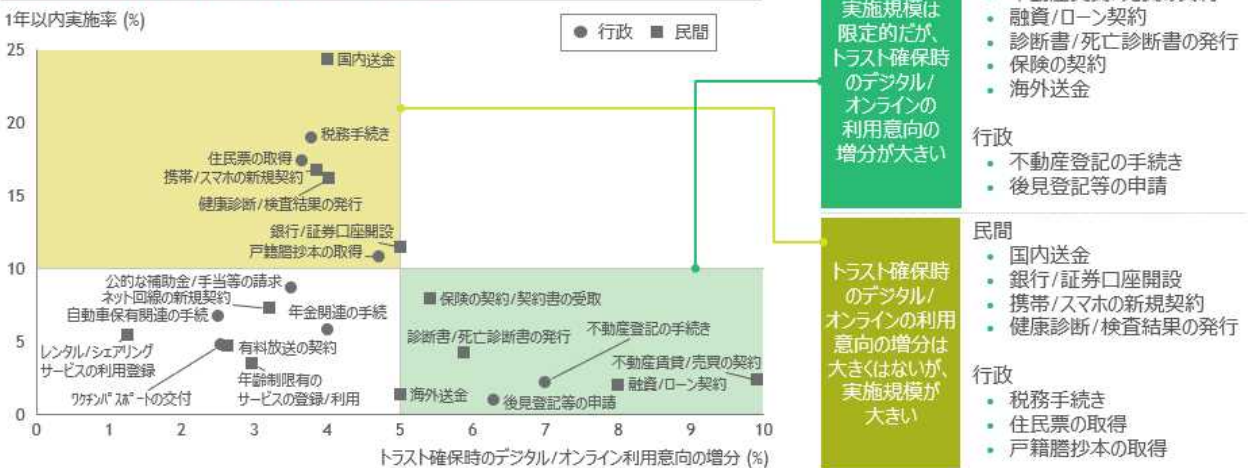 1年以内実施率 (%)
● 行政 ■ 民間
25
20
15
10
5
0
国内送金
税務手続き
住民票の取得
携帯/スマホの新規契約
健康診断/検査結果の発行
銀行/証券口座開設
戸籍謄抄本の取得
公的な補助金/手当等の請求
ネット回線の新規契約
自動車保有関連の手続
年金関連の手続
レンタル/シェアリング
サービスの利用登録
有料放送の契約
ワクチンパスポートの交付
年齢制限有の
サービスの登録/利用
保険の契約/契約書の受取
診断書/死亡診断書の発行
不動産登記の手続き
不動産賃貸/売買の契約
融資/ローン契約
海外送金
後見登記等の申請
0 1 2 3 4 5 6 7 8 9 10
トラスト確保時のデジタル/オンライン利用意向の増分 (%)
実施規模は
限定的だが、
トラスト確保時
のデジタル/
オンラインの
利用意向の
増分が大きい
• 融資/ローン契約
• 診断書/死亡診断書の発行
• 保険の契約
• 海外送金
行政
• 不動産登記の手続き
• 後見登記等の申請
トラスト確保時
のデジタル/
オンラインの利用
意向の増分は
大きくはないが、
実施規模が
大きい
民間
• 国内送金
• 銀行/証券口座開設
• 携帯/スマホの新規契約
• 健康診断/検査結果の発行
行政
• 税務手続き
• 住民票の取得
• 戸籍謄抄本の取得